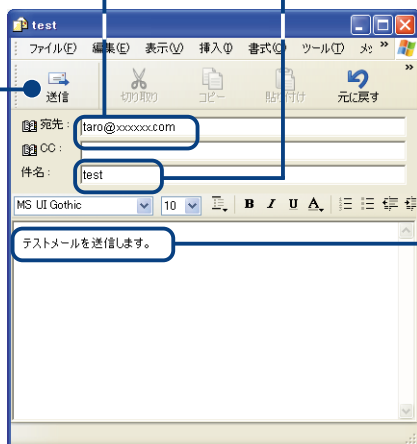 test
ファイル(F) 編集(E) 表示(V) 挿入(I) 書式(O) ツール(T) »
送信 切り取り コピー 貼り付け 元に戻す »
宛先: taro@xxxxxx.com
CC:
件名: test
MS UI Gothic 10 B I U A
テストメールを送信します。